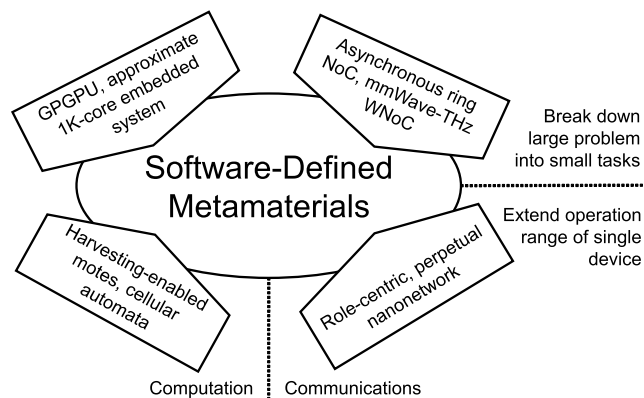 GPGPU, approximate
1K-core embedded
system
Asynchronous ring
NoC, mmWave-THz
WNoC
Break down
large problem
into small tasks
Software-Defined
Metamaterials
Extend operation
range of single
device
Harvesting-enabled
motes, cellular
automata
Role-centric, perpetual
nanonetwork
Computation
Communications